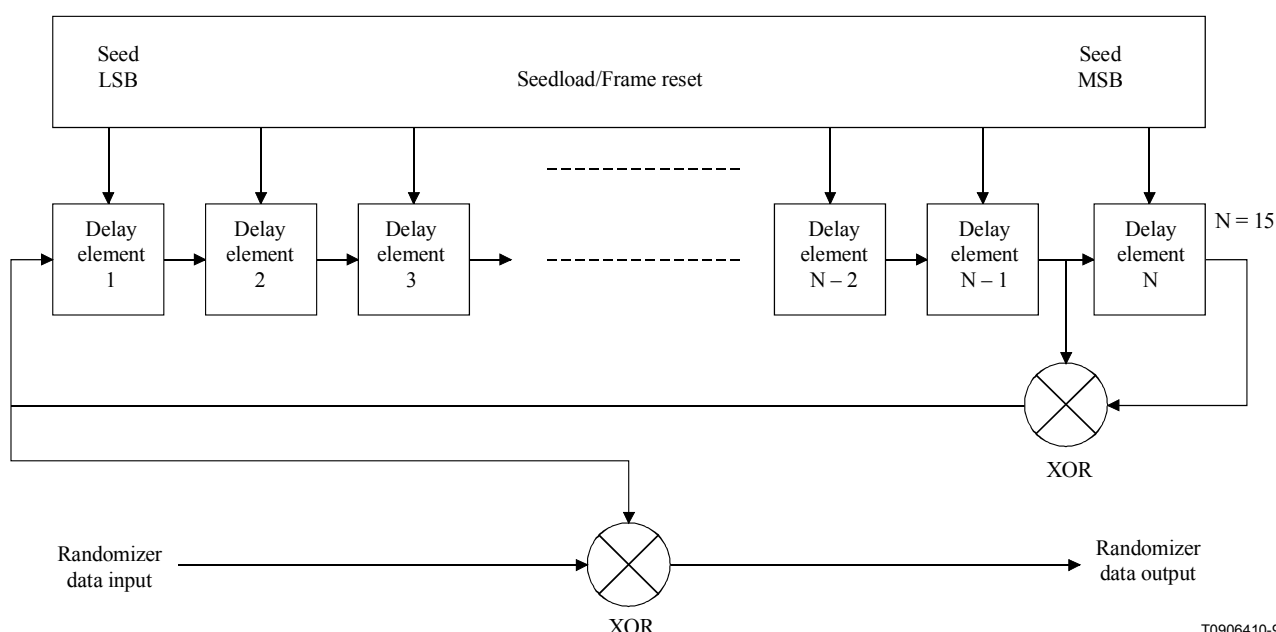 Seed
LSB
Seedload/Frame reset
Seed
MSB
Delay
element
1
Delay
element
2
Delay
element
3
Delay
element
N – 2
Delay
element
N – 1
Delay
element
N
N = 15
XOR
Randomizer
data input
Randomizer
data output
XOR